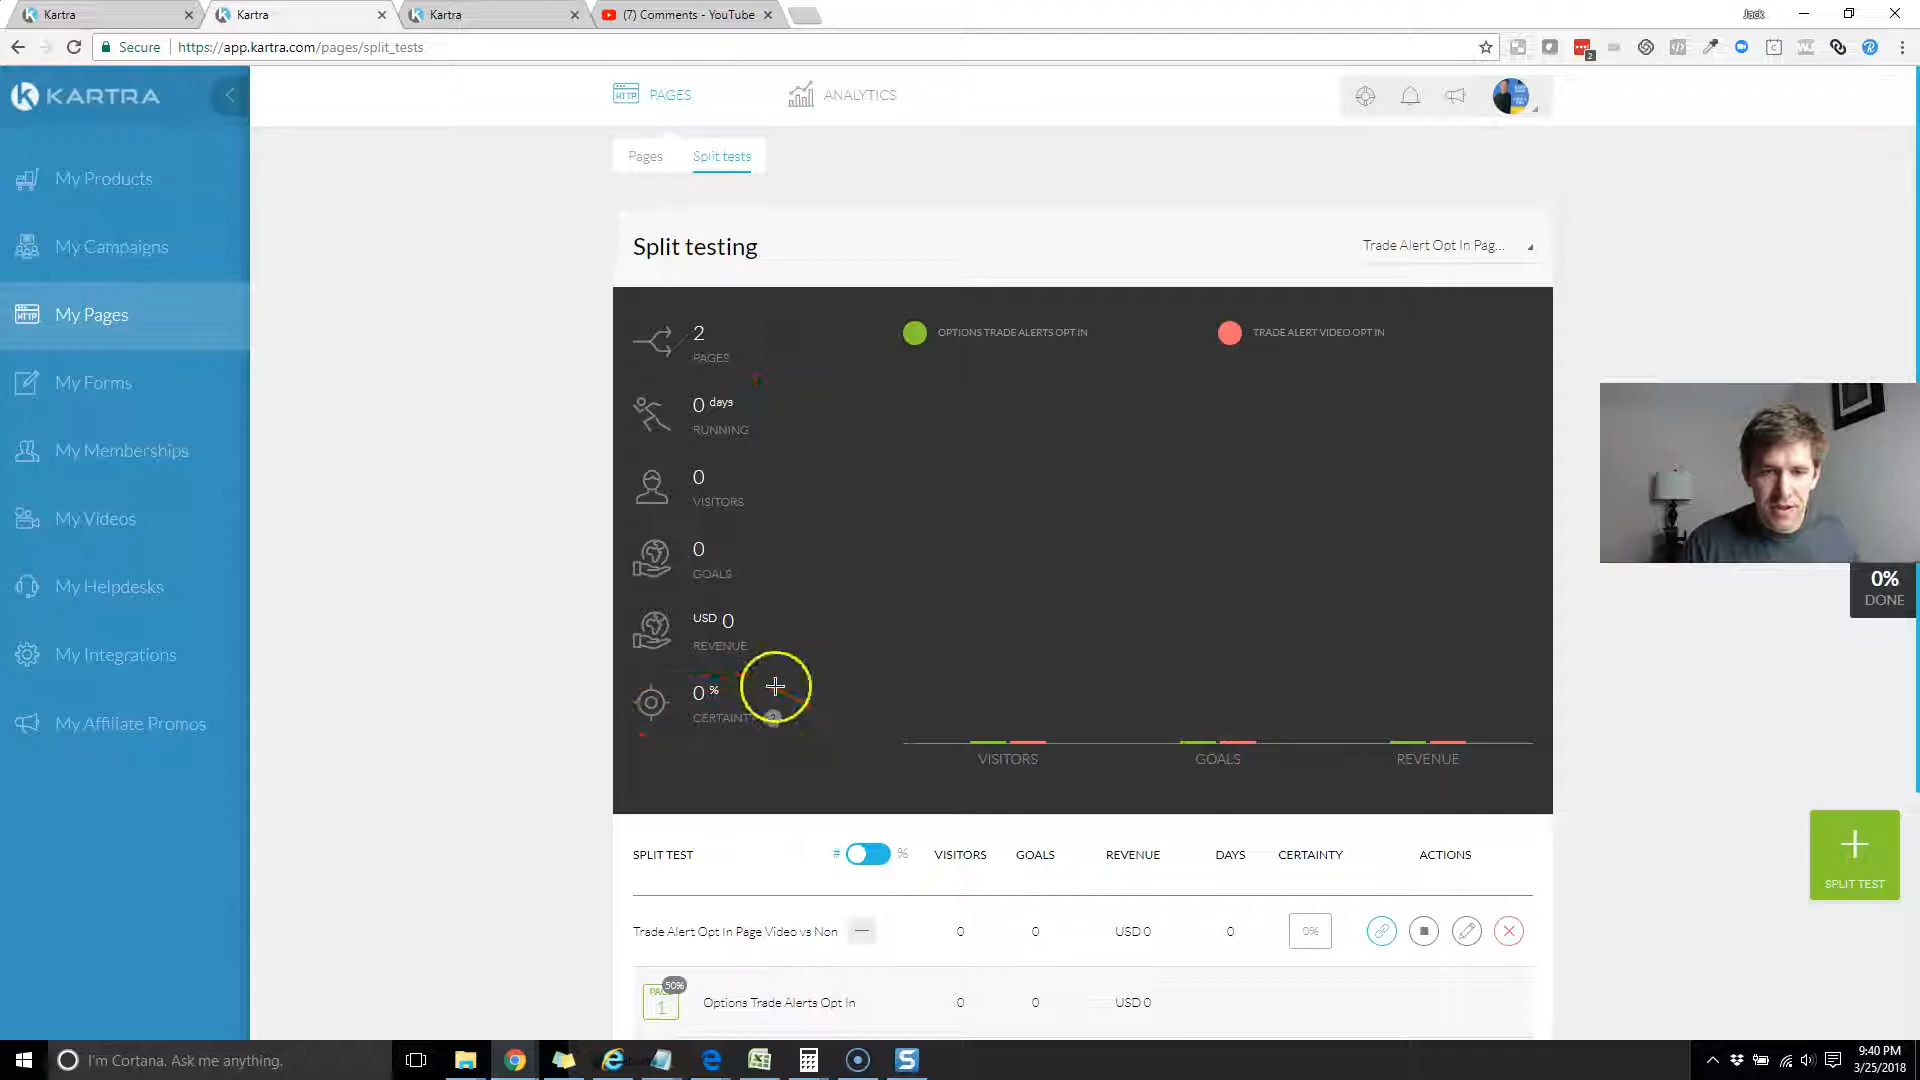 Kartra
Kartra
Kartra
(7) Comments - YouTube
Jack
Secure
https://app.kartra.com/pages/split_tests
2
KARTRA
PAGES
ANALYTICS
Pages
Split tests
My Products
My Campaigns
My Pages
My Forms
My Memberships
My Videos
My Helpdesks
My Integrations
My Affiliate Promos
Split testing
Trade Alert Opt In Pag...
2
PAGES
0 days
RUNNING
0
VISITORS
0
GOALS
USD 0
REVENUE
0 %
CERTAINTY
OPTIONS TRADE ALERTS OPT IN
TRADE ALERT VIDEO OPT IN
VISITORS
GOALS
REVENUE
0%
DONE
+
SPLIT TEST
SPLIT TEST
# %
VISITORS
GOALS
REVENUE
DAYS
CERTAINTY
ACTIONS
Trade Alert Opt In Page Video vs Non
0
0
USD 0
0
0%
50%
PAGE
1
Options Trade Alerts Opt In
0
0
USD 0
I'm Cortana. Ask me anything.
9:40 PM
3/25/2018